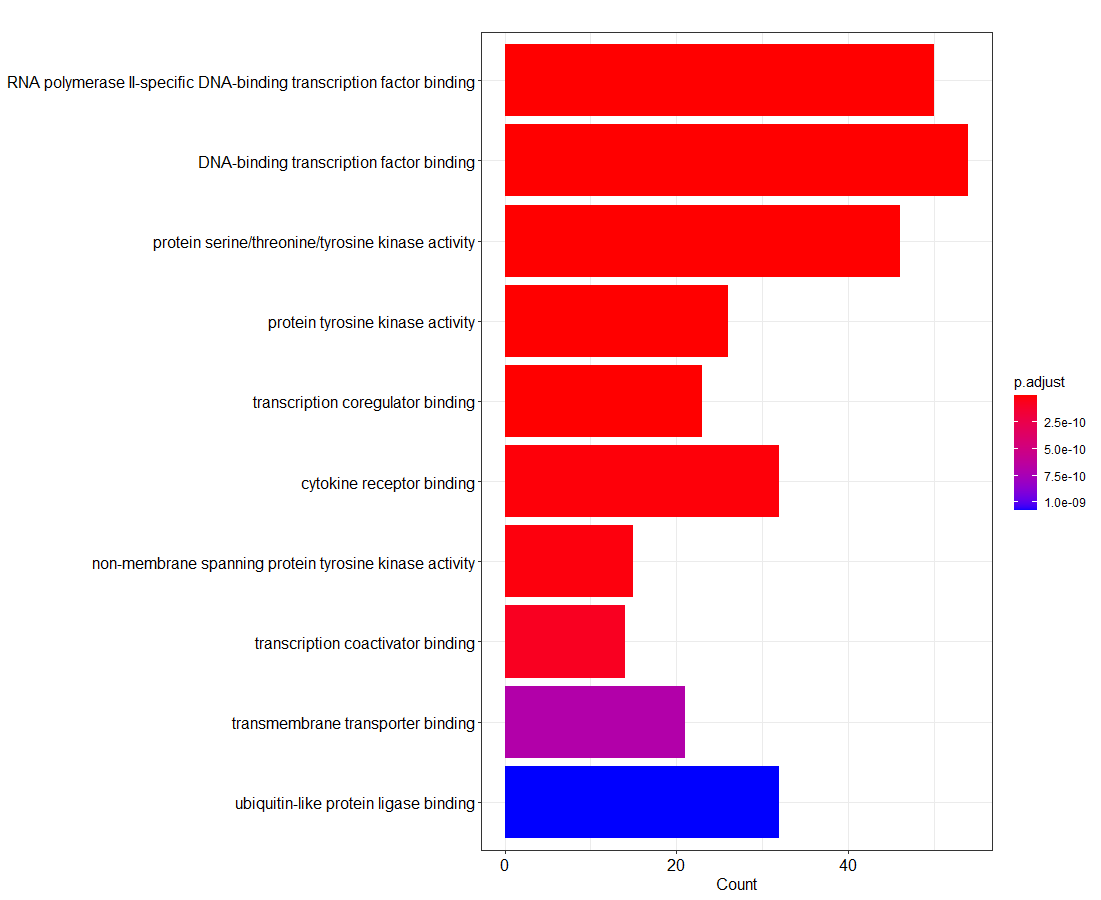 RNA polymerase II-specific DNA-binding transcription factor binding
DNA-binding transcription factor binding
protein serine/threonine/tyrosine kinase activity
protein tyrosine kinase activity
transcription coregulator binding
cytokine receptor binding
non-membrane spanning protein tyrosine kinase activity
transcription coactivator binding
transmembrane transporter binding
ubiquitin-like protein ligase binding
0 20 40
Count
p.adjust
2.5e-10
5.0e-10
7.5e-10
1.0e-09